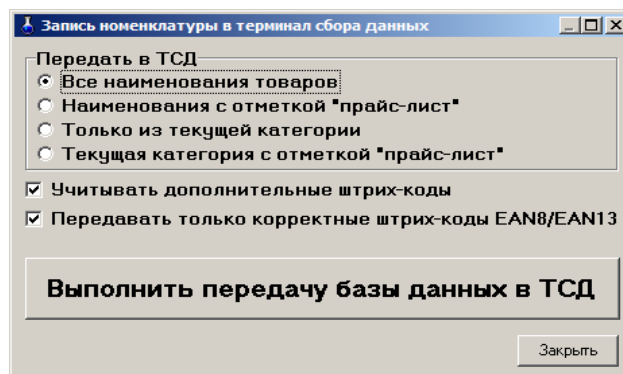 Запись номенклатуры в терминал сбора данных
Передать в ТСД
Все наименования товаров
Наименования с отметкой "прайс-лист"
Только из текущей категории
Текущая категория с отметкой "прайс-лист"
Учитывать дополнительные штрих-коды
Передавать только корректные штрих-коды EAN8/EAN13
Выполнить передачу базы данных в ТСД
Закрыть